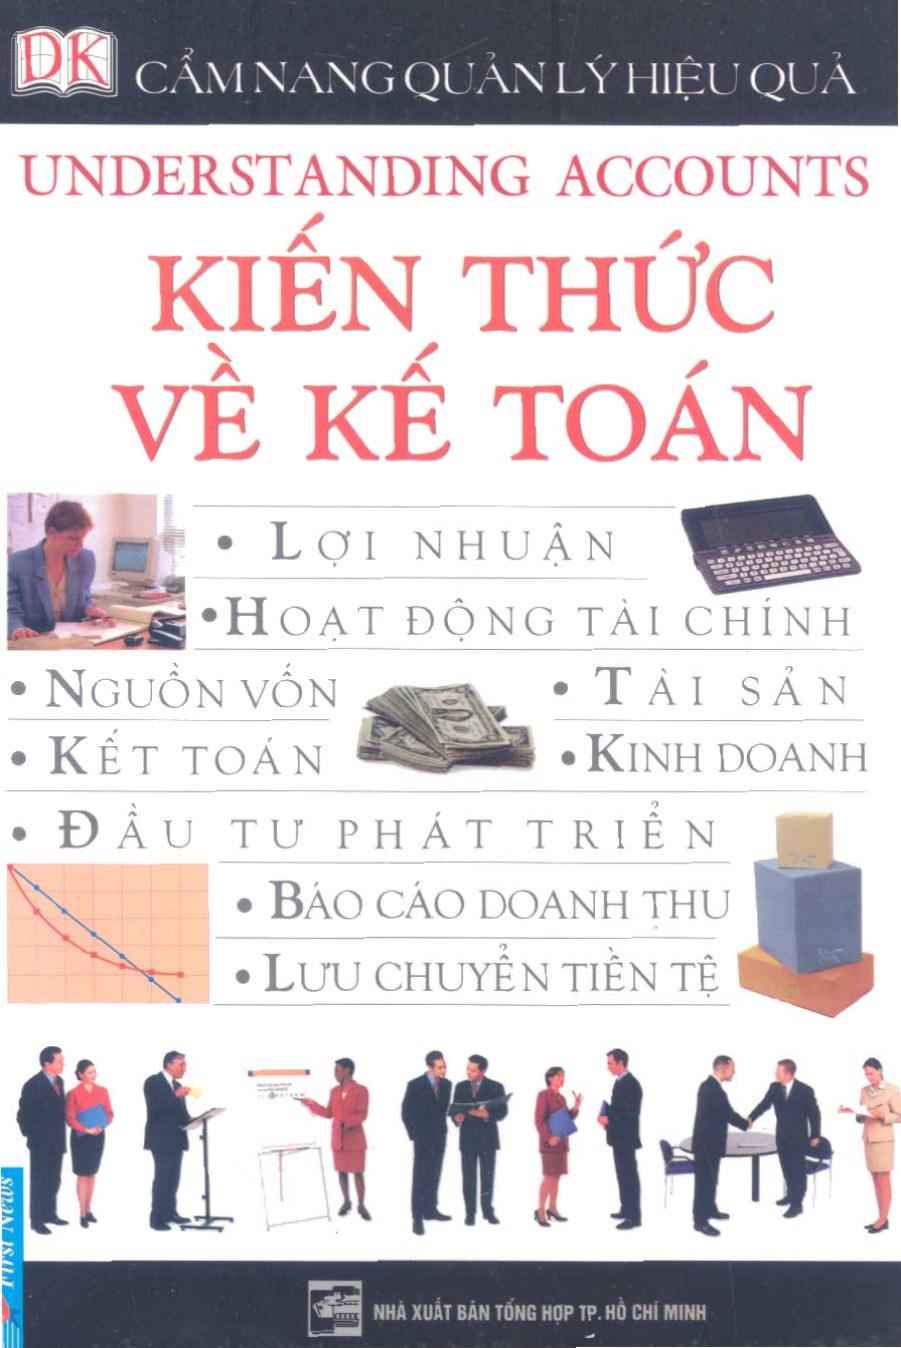 DK
CẨM NANG QUẢN LÝ HIỆU QUẢ
UNDERSTANDING ACCOUNTS
KIẾN THỨC
VỀ KẾ TOÁN
• LỢI NHUẬN
• HOẠT ĐỘNG TÀI CHÍNH
• NGUỒN VỐN
• TÀI SẢN
• KẾT TOÁN
• KINH DOANH
• ĐẦU TƯ PHÁT TRIỂN
• BÁO CÁO DOANH THU
• LƯU CHUYỂN TIỀN TỆ
First News
NHÀ XUẤT BẢN TỔNG HỢP TP. HỒ CHÍ MINH